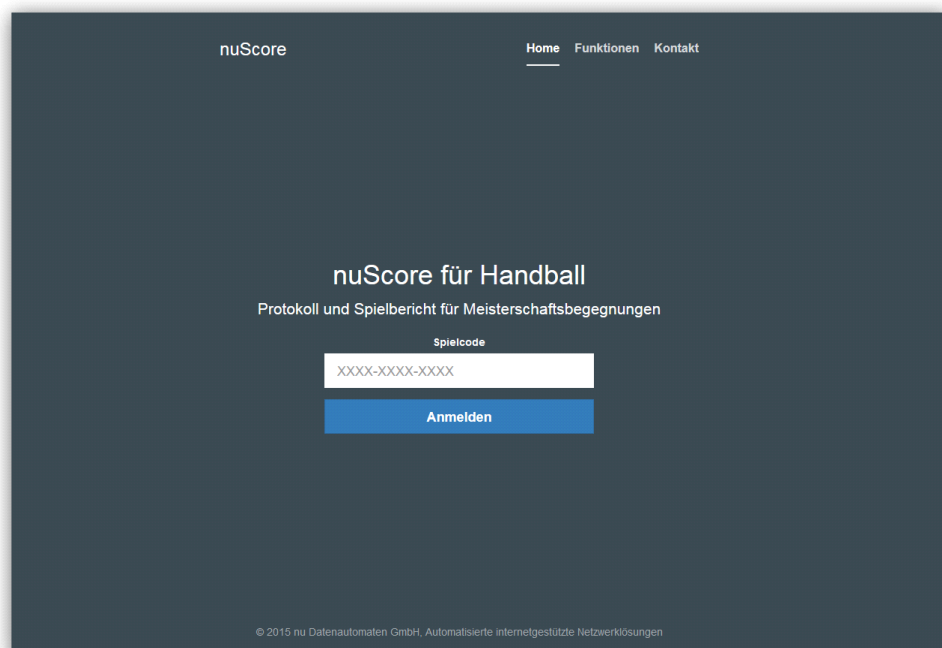 nuScore
Home Funktionen Kontakt
nuScore für Handball
Protokoll und Spielbericht für Meisterschaftsbegegnungen
Spielcode
XXXX-XXXX-XXXX
Anmelden
© 2015 nu Datenautomaten GmbH, Automatisierte internetgestützte Netzwerklösungen